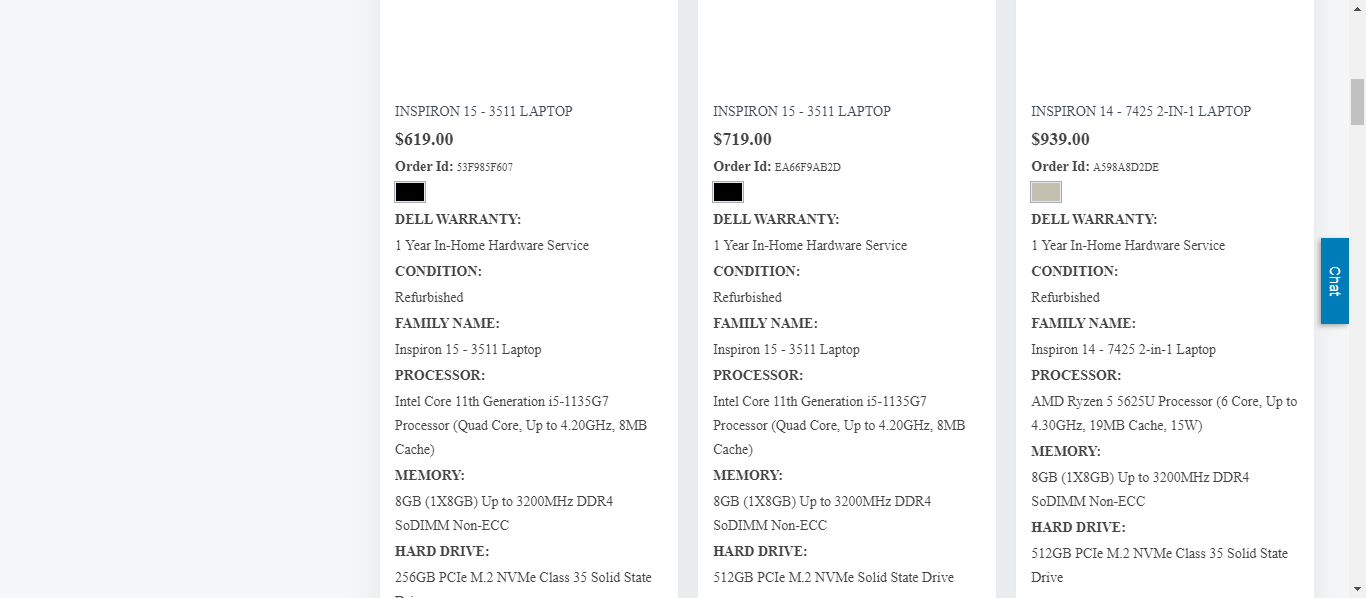 INSPIRON 15 - 3511 LAPTOP
$619.00
Order Id: 53F985F607
DELL WARRANTY:
1 Year In-Home Hardware Service
CONDITION:
Refurbished
FAMILY NAME:
Inspiron 15 - 3511 Laptop
PROCESSOR:
Intel Core 11th Generation i5-1135G7
Processor (Quad Core, Up to 4.20GHz, 8MB
Cache)
MEMORY:
8GB (1X8GB) Up to 3200MHz DDR4
SoDIMM Non-ECC
HARD DRIVE:
256GB PCIe M.2 NVMe Class 35 Solid State
INSPIRON 15 - 3511 LAPTOP
$719.00
Order Id: EA66F9AB2D
DELL WARRANTY:
1 Year In-Home Hardware Service
CONDITION:
Refurbished
FAMILY NAME:
Inspiron 15 - 3511 Laptop
PROCESSOR:
Intel Core 11th Generation i5-1135G7
Processor (Quad Core, Up to 4.20GHz, 8MB
Cache)
MEMORY:
8GB (1X8GB) Up to 3200MHz DDR4
SoDIMM Non-ECC
HARD DRIVE:
512GB PCIe M.2 NVMe Solid State Drive
INSPIRON 14 - 7425 2-IN-1 LAPTOP
$939.00
Order Id: A598A8D2DE
DELL WARRANTY:
1 Year In-Home Hardware Service
CONDITION:
Refurbished
FAMILY NAME:
Inspiron 14 - 7425 2-in-1 Laptop
PROCESSOR:
AMD Ryzen 5 5625U Processor (6 Core, Up to
4.30GHz, 19MB Cache, 15W)
MEMORY:
8GB (1X8GB) Up to 3200MHz DDR4
SoDIMM Non-ECC
HARD DRIVE:
512GB PCIe M.2 NVMe Class 35 Solid State
Drive
Chat